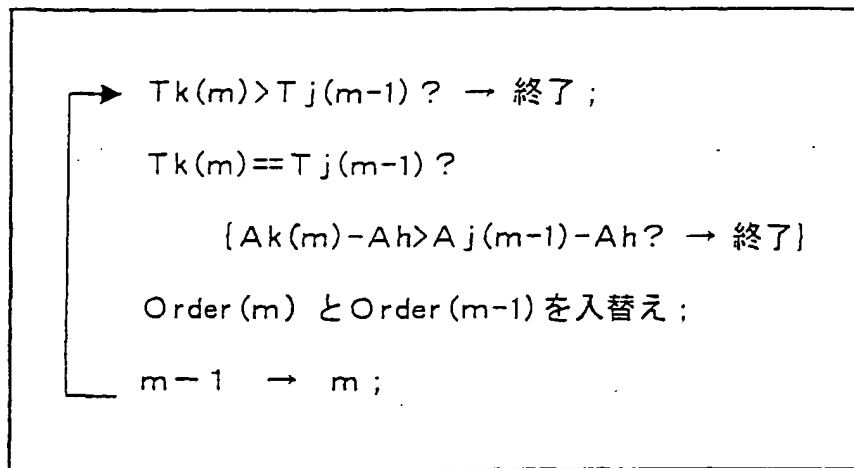 Tk(m)>Tj(m-1)? → 終了;
Tk(m)==Tj(m-1)?
{Ak(m)-Ah>Aj(m-1)-Ah? → 終了}
Order(m) とOrder(m-1)を入替え;
m-1 → m;